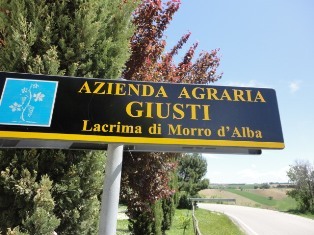 AZIENDA AGRARIA
GIUSTI
Lacrima di Morro d'Alba